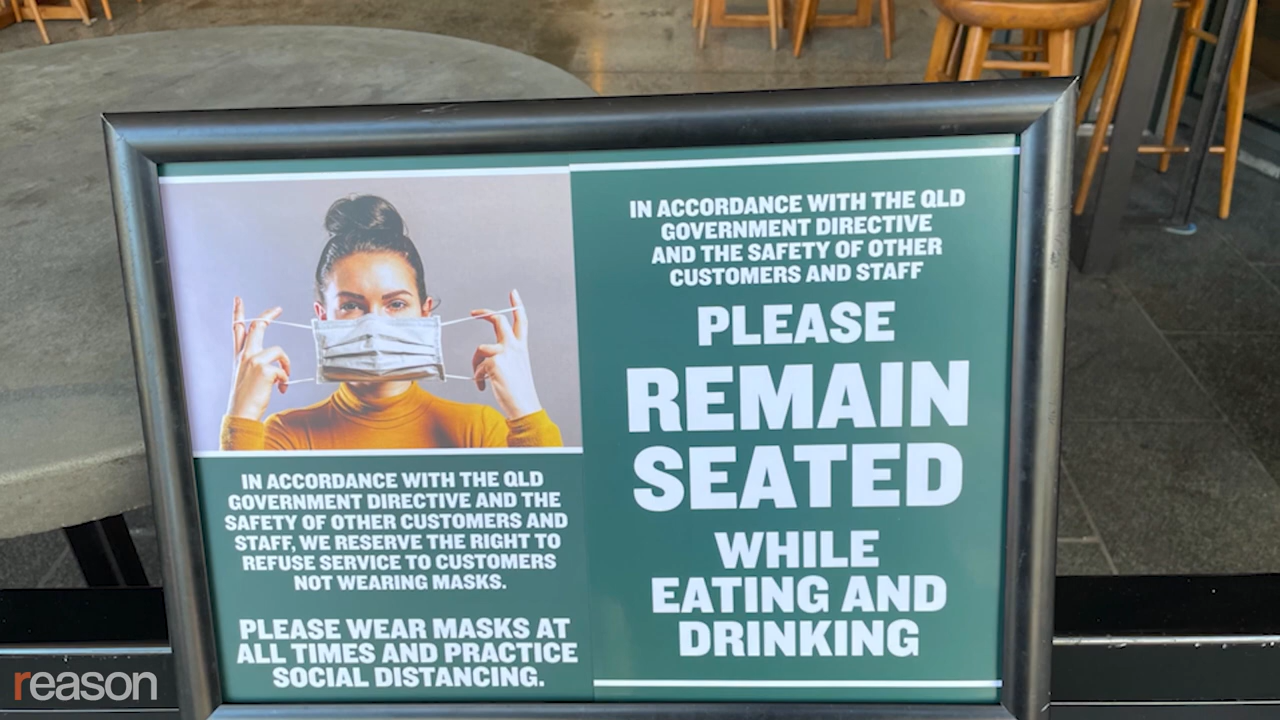 IN ACCORDANCE WITH THE QLD
GOVERNMENT DIRECTIVE AND THE
SAFETY OF OTHER CUSTOMERS AND
STAFF, WE RESERVE THE RIGHT TO
REFUSE SERVICE TO CUSTOMERS
NOT WEARING MASKS.
PLEASE WEAR MASKS AT
ALL TIMES AND PRACTICE
SOCIAL DISTANCING.
IN ACCORDANCE WITH THE QLD
GOVERNMENT DIRECTIVE
AND THE SAFETY OF OTHER
CUSTOMERS AND STAFF
PLEASE
REMAIN
SEATED
WHILE
EATING AND
DRINKING
reason